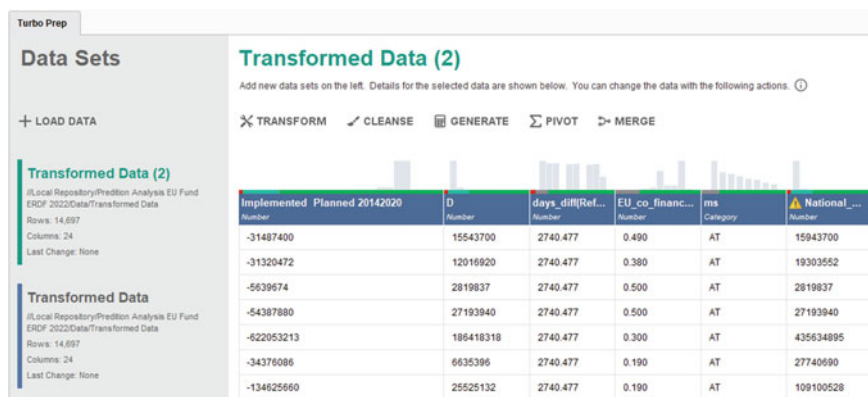 Turbo Prep
Data Sets
+ LOAD DATA
Transformed Data (2)
//Local Repository/Predition Analysis EU Fund
ERDF 2022/Data/Transformed Data
Rows: 14,697
Columns: 24
Last Change: None
Transformed Data
//Local Repository/Predition Analysis EU Fund
ERDF 2022/Data/Transformed Data
Rows: 14,697
Columns: 24
Last Change: None
Transformed Data (2)
Add new data sets on the left. Details for the selected data are shown below. You can change the data with the following actions.
TRANSFORM CLEANSE GENERATE PIVOT MERGE
Implemented Planned 20142020 D days_diff(Ref... EU_co_financ... ms National_...
Number Number Number Number Category Number
-31487400 15543700 2740.477 0.490 AT 15943700
-31320472 12016920 2740.477 0.380 AT 19303552
-5639674 2819837 2740.477 0.500 AT 2819837
-54387880 27193940 2740.477 0.500 AT 27193940
-622053213 186418318 2740.477 0.300 AT 435634895
-34376086 6635396 2740.477 0.190 AT 27740690
-134625660 25525132 2740.477 0.190 AT 109100528